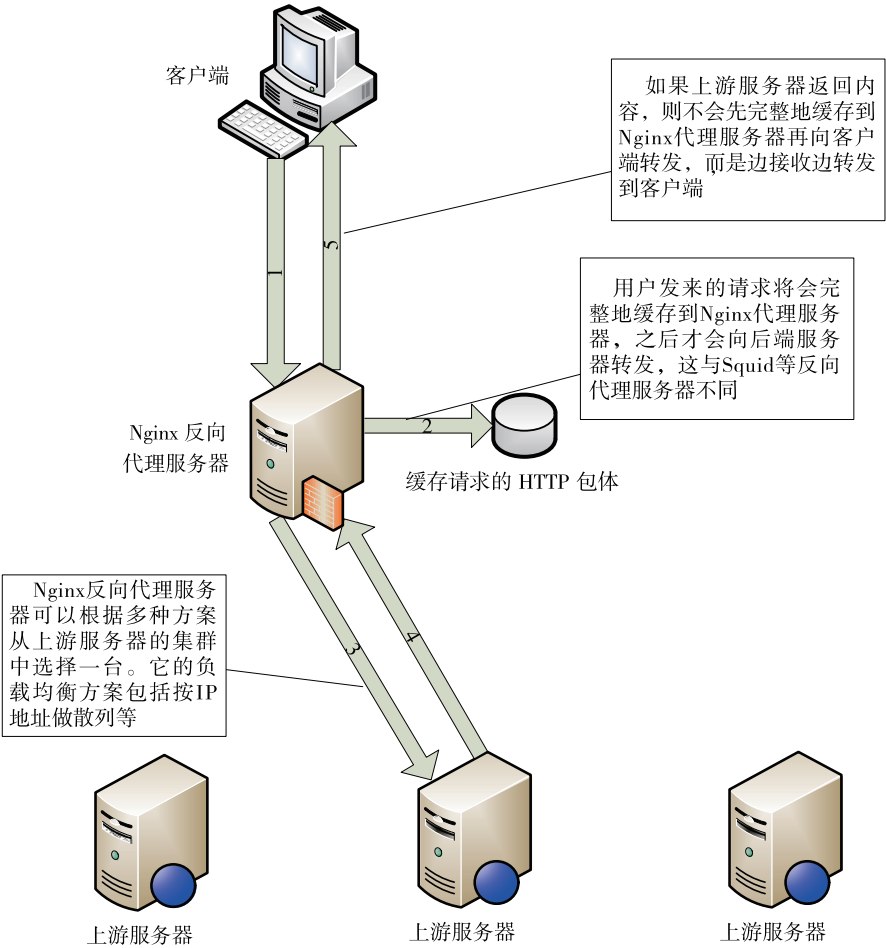 客户端
如果上游服务器返回内
容，则不会先完整地缓存到
Nginx代理服务器再向客户
端转发，而是边接收边转发
到客户端
1
5
用户发来的请求将会完
整地缓存到Nginx代理服务
器，之后才会向后端服务
器转发，这与Squid等反向
代理服务器不同
Nginx 反向
代理服务器
2
缓存请求的 HTTP 包体
Nginx反向代理服务
器可以根据多种方案
从上游服务器的集群
中选择一台。它的负
载均衡方案包括按IP
地址做散列等
3
4
上游服务器
上游服务器
上游服务器